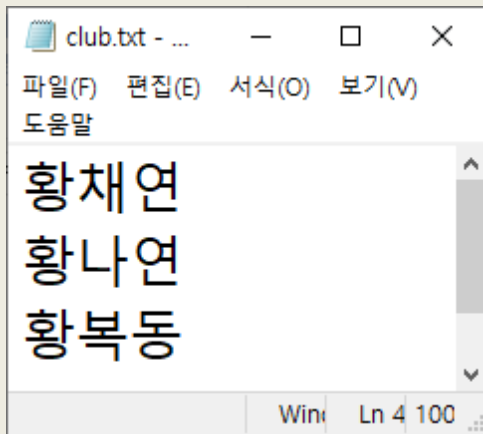 club.txt - ...
파일(F) 편집(E) 서식(O) 보기(V)
도움말
황채연
황나연
황복동
Ln 4 100